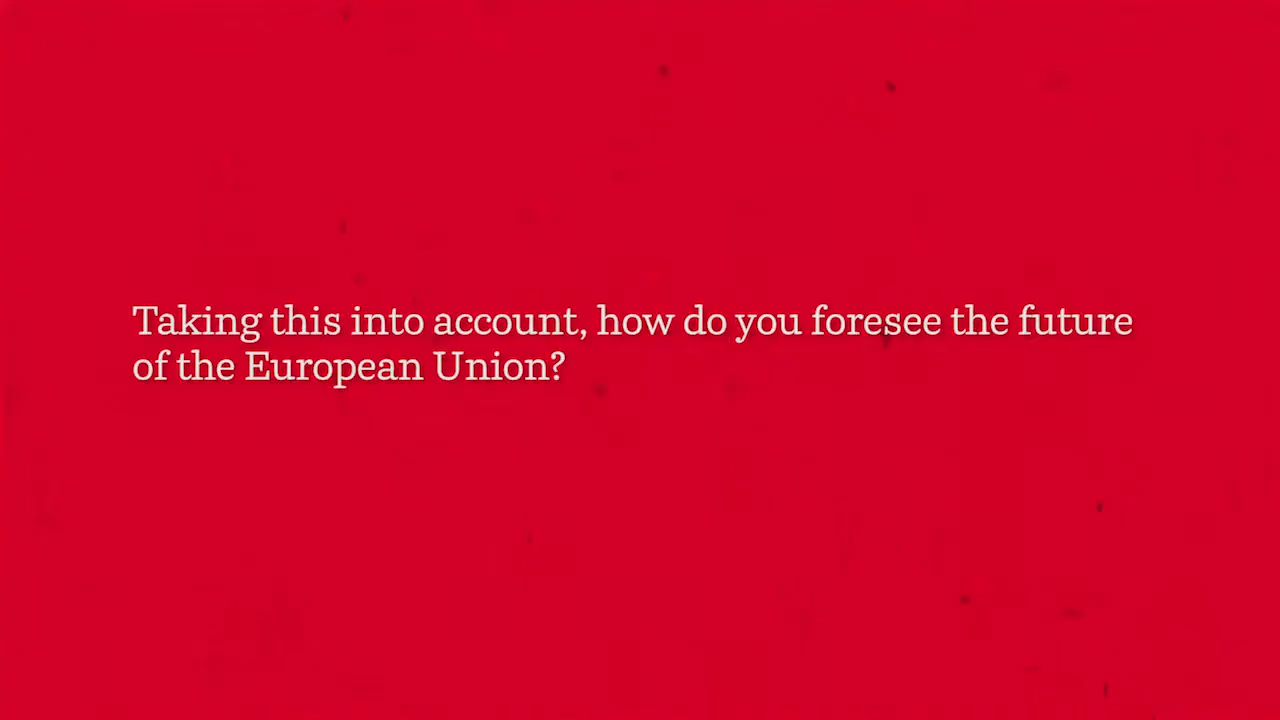 Taking this into account, how do you foresee the future
of the European Union?